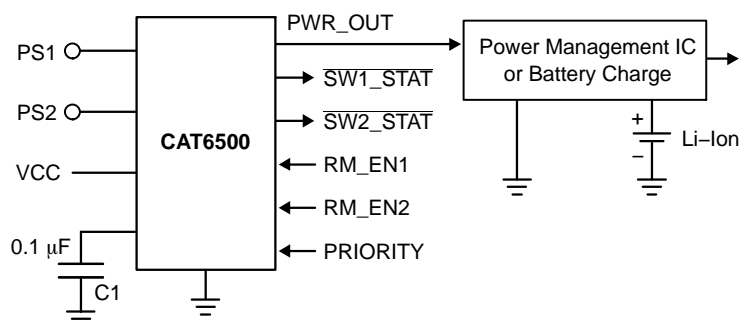 PWR_OUT
PS1
Power Management IC
or Battery Charge
SW1_STAT
PS2
SW2_STAT
CAT6500
+
Li–Ion
–
VCC
RM_EN1
RM_EN2
0.1 μF
PRIORITY
C1